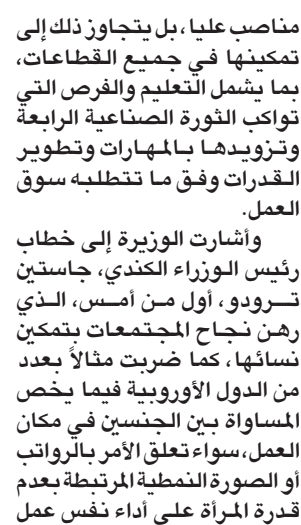 مناصب عليا، بل يتجاوز ذلك إلى
تمكينها في جميع القطاعات،
بما يشمل التعليم والفرص التي
تواكب الثورة الصناعية الرابعة
وتزويدها بالمهارات وتطوير
القدرات وفق ما تتطلبه سوق
العمل.
وأشارت الوزيرة إلى خطاب
رئيس الوزراء الكندي، جاستين
ترودو، أول من أمس، الذي
رهن نجاح المجتمعات بتمكين
نسائها، كما ضربت مثالاً بعدد
من الدول الأوروبية فيما يخص
المساواة بين الجنسين في مكان
العمل، سواء تعلق الأمر بالرواتب
أو الصورة النمطية المرتبطة بعدم
قدرة المرأة على أداء نفس عمل